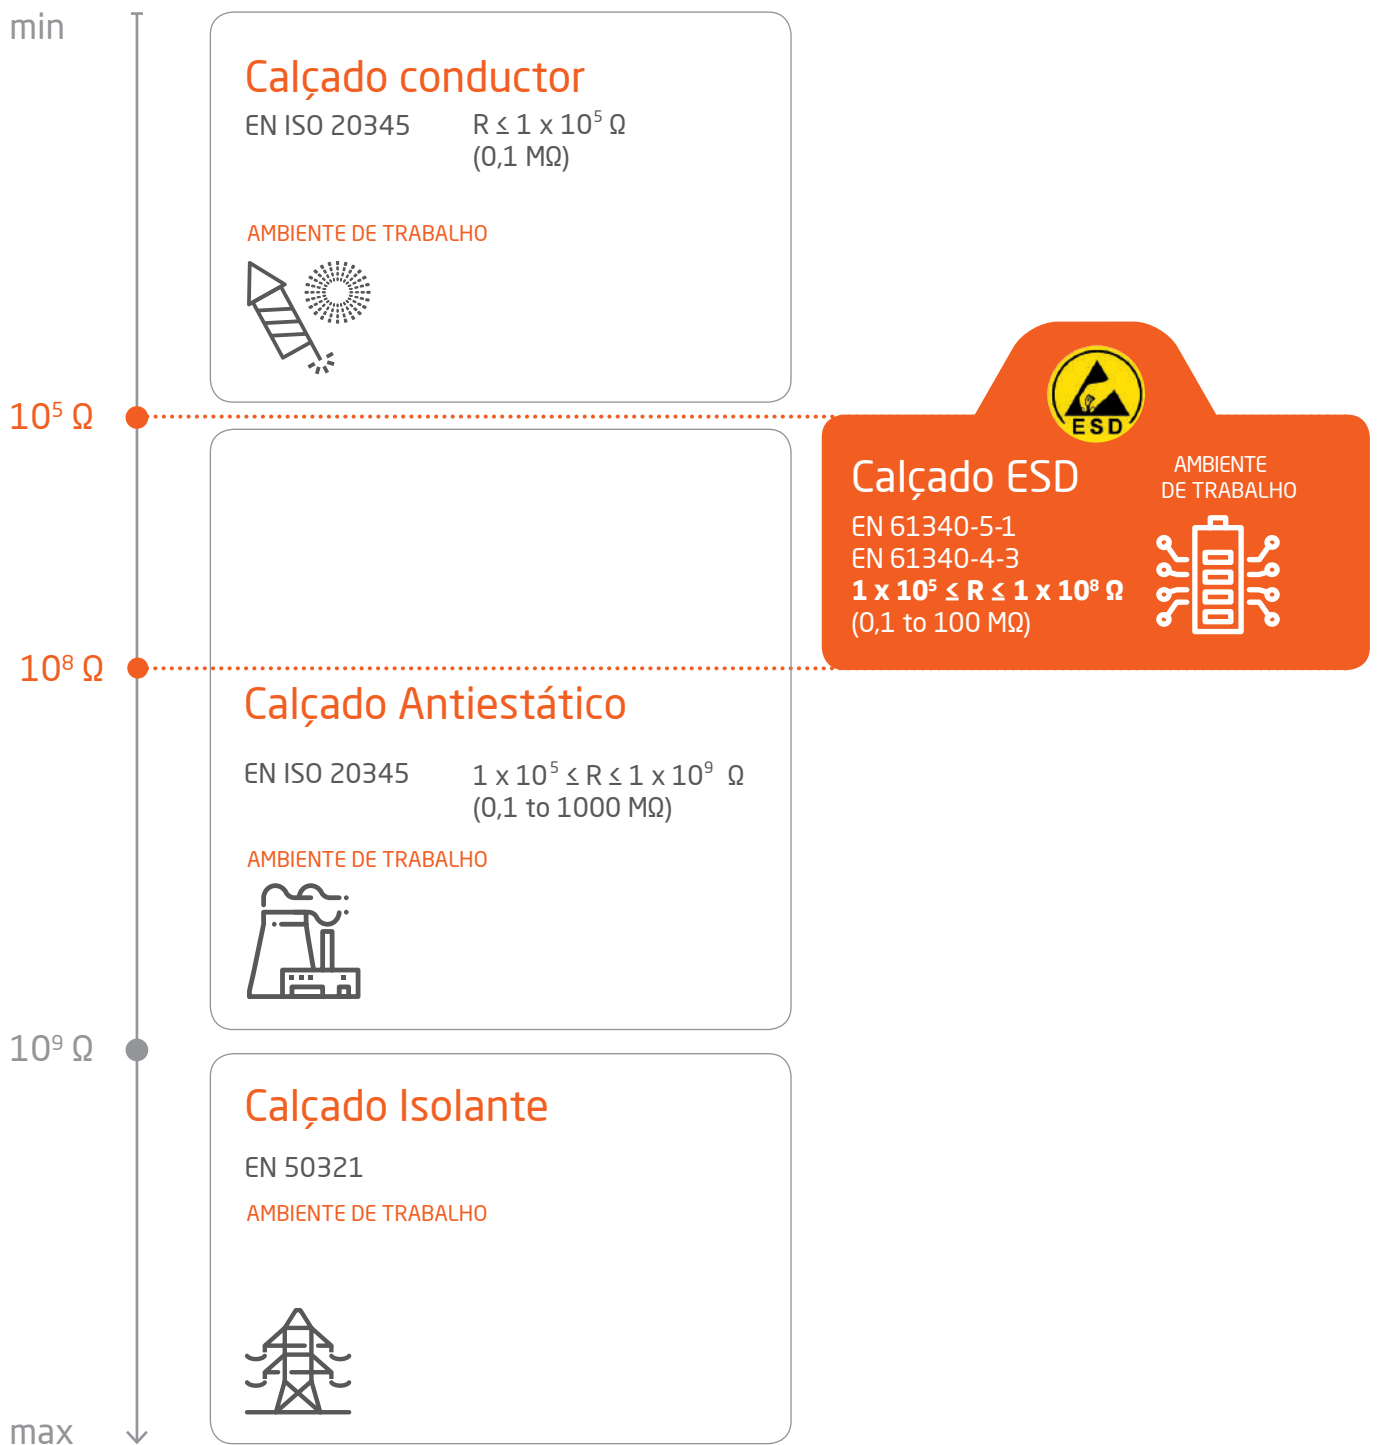 min
Calçado conductor
EN ISO 20345
R ≤ 1 x 10⁵ Ω
(0,1 MΩ)
AMBIENTE DE TRABALHO
10⁵ Ω
ESD
Calçado ESD
EN 61340-5-1
EN 61340-4-3
1 x 10⁵ ≤ R ≤ 1 x 10⁸ Ω
(0,1 to 100 MΩ)
AMBIENTE
DE TRABALHO
10⁸ Ω
Calçado Antiestático
EN ISO 20345
1 x 10⁵ ≤ R ≤ 1 x 10⁹ Ω
(0,1 to 1000 MΩ)
AMBIENTE DE TRABALHO
10⁹ Ω
Calçado Isolante
EN 50321
AMBIENTE DE TRABALHO
max